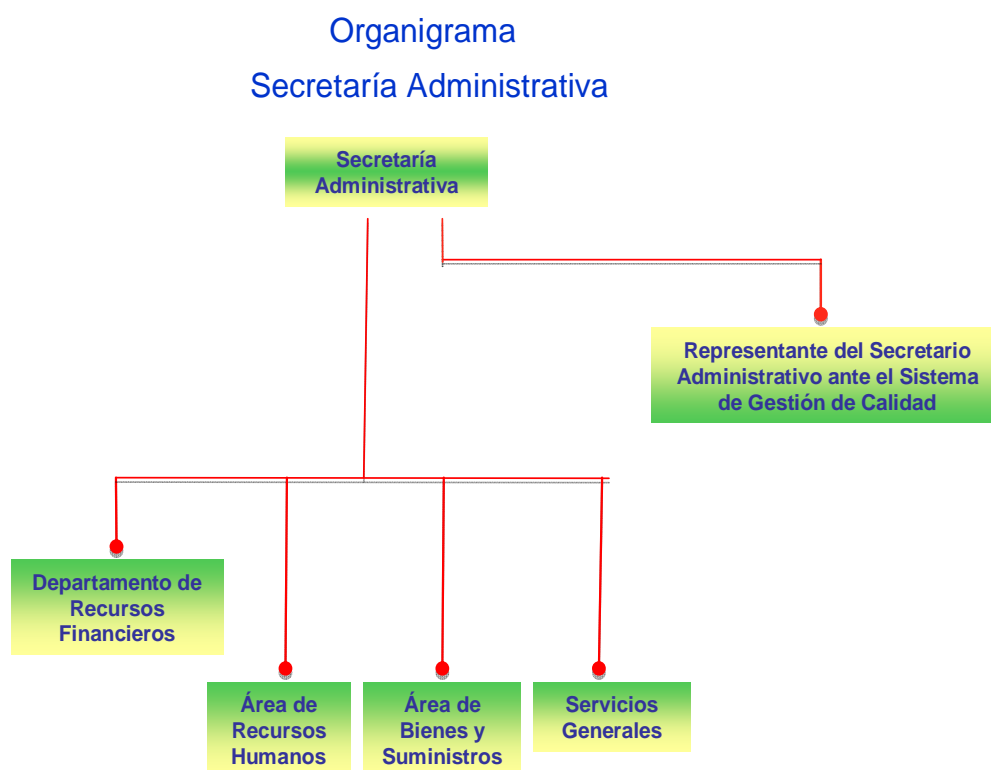 Organigrama
Secretaría Administrativa
Secretaría
Administrativa
Representante del Secretario
Administrativo ante el Sistema
de Gestión de Calidad
Departamento de
Recursos
Financieros
Área de
Recursos
Humanos
Área de
Bienes y
Suministros
Servicios
Generales